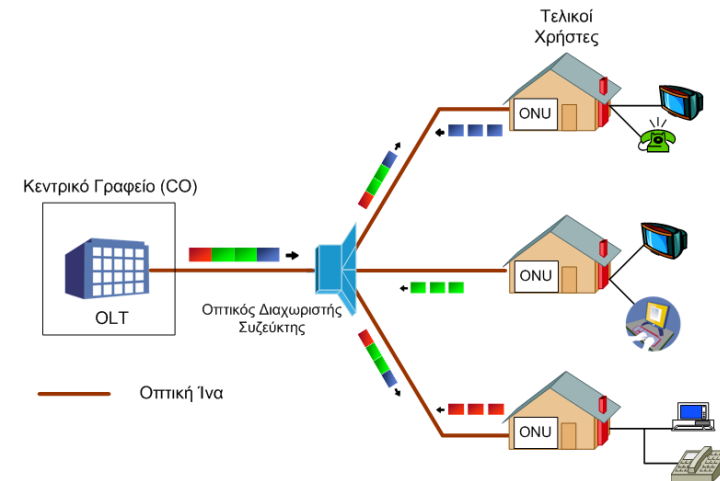 Τελικοί
Χρήστες
ONU
Κεντρικό Γραφείο (CO)
ONU
OLT
Οπτικός Διαχωριστής
Συζεύκτης
Οπτική Ίνα
ONU